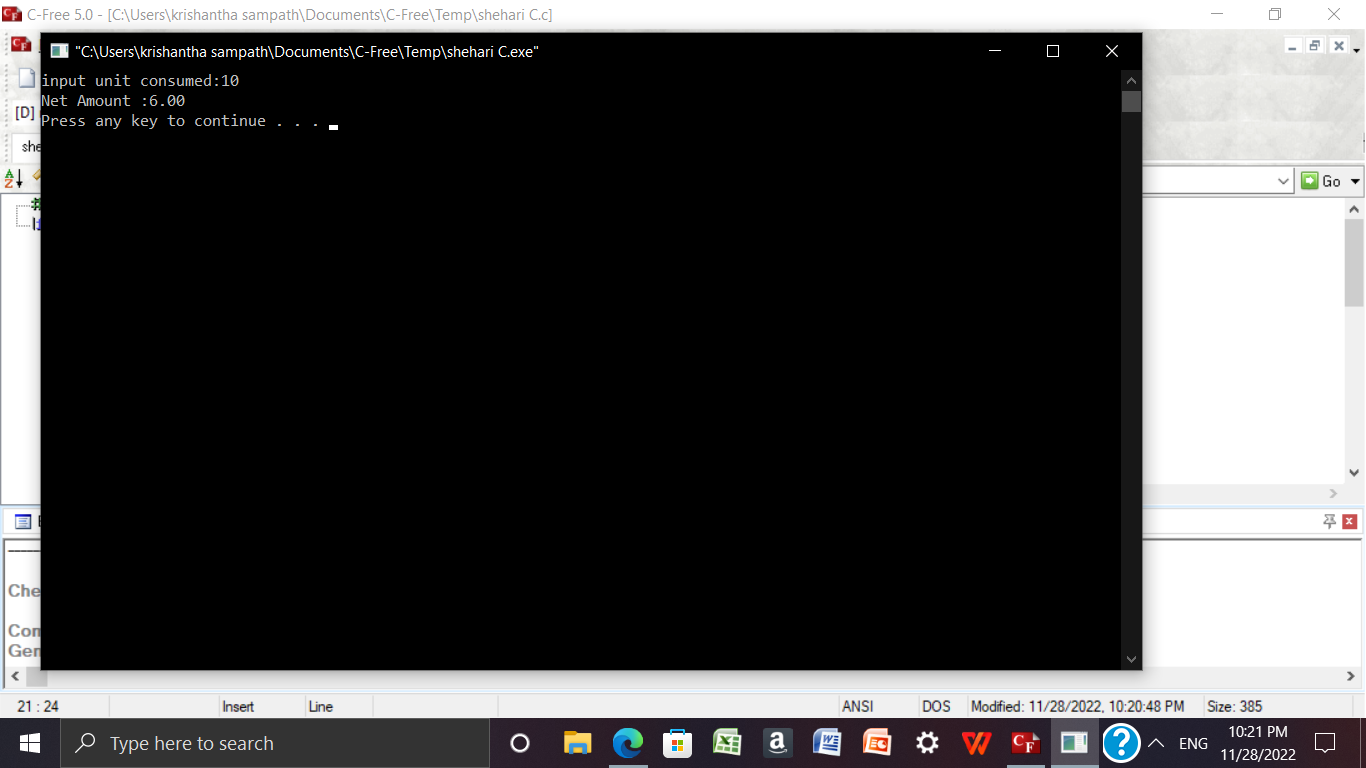 C-Free 5.0 - [C:\Users\krishantha sampath\Documents\C-Free\Temp\shehari C.c]
"C:\Users\krishantha sampath\Documents\C-Free\Temp\shehari C.exe"
input unit consumed:10
Net Amount :6.00
Press any key to continue . . .
[D]
she
Go
Che
Com
Gen
21 : 24 Insert Line ANSI DOS Modified: 11/28/2022, 10:20:48 PM Size: 385
Type here to search
ENG
10:21 PM
11/28/2022